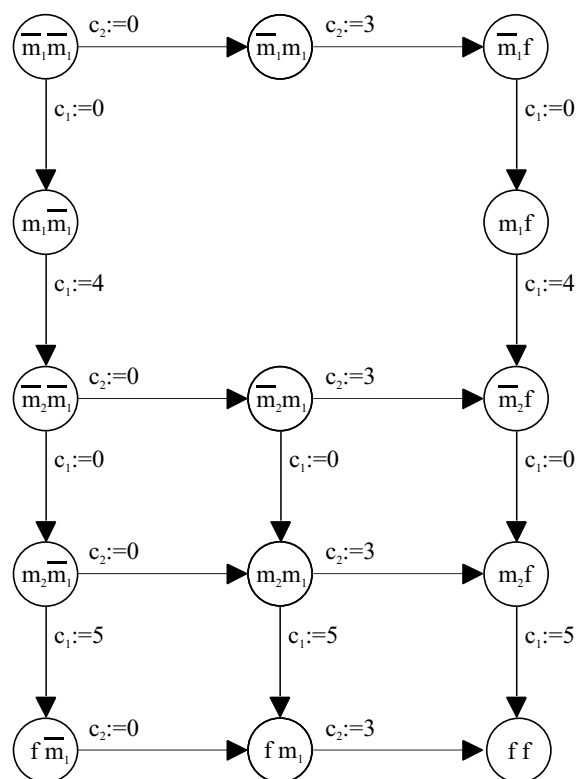 c₂:=0 c₂:=3
m̅₁m̅₁ m̅₁m₁ m̅₁f
c₁:=0 c₁:=0
m₁m̅₁ m₁f
c₁:=4 c₁:=4
c₂:=0 c₂:=3
m̅₂m̅₁ m̅₂m₁ m̅₂f
c₁:=0 c₁:=0 c₁:=0
c₂:=0 c₂:=3
m₂m̅₁ m₂m₁ m₂f
c₁:=5 c₁:=5 c₁:=5
c₂:=0 c₂:=3
f m̅₁ f m₁ f f